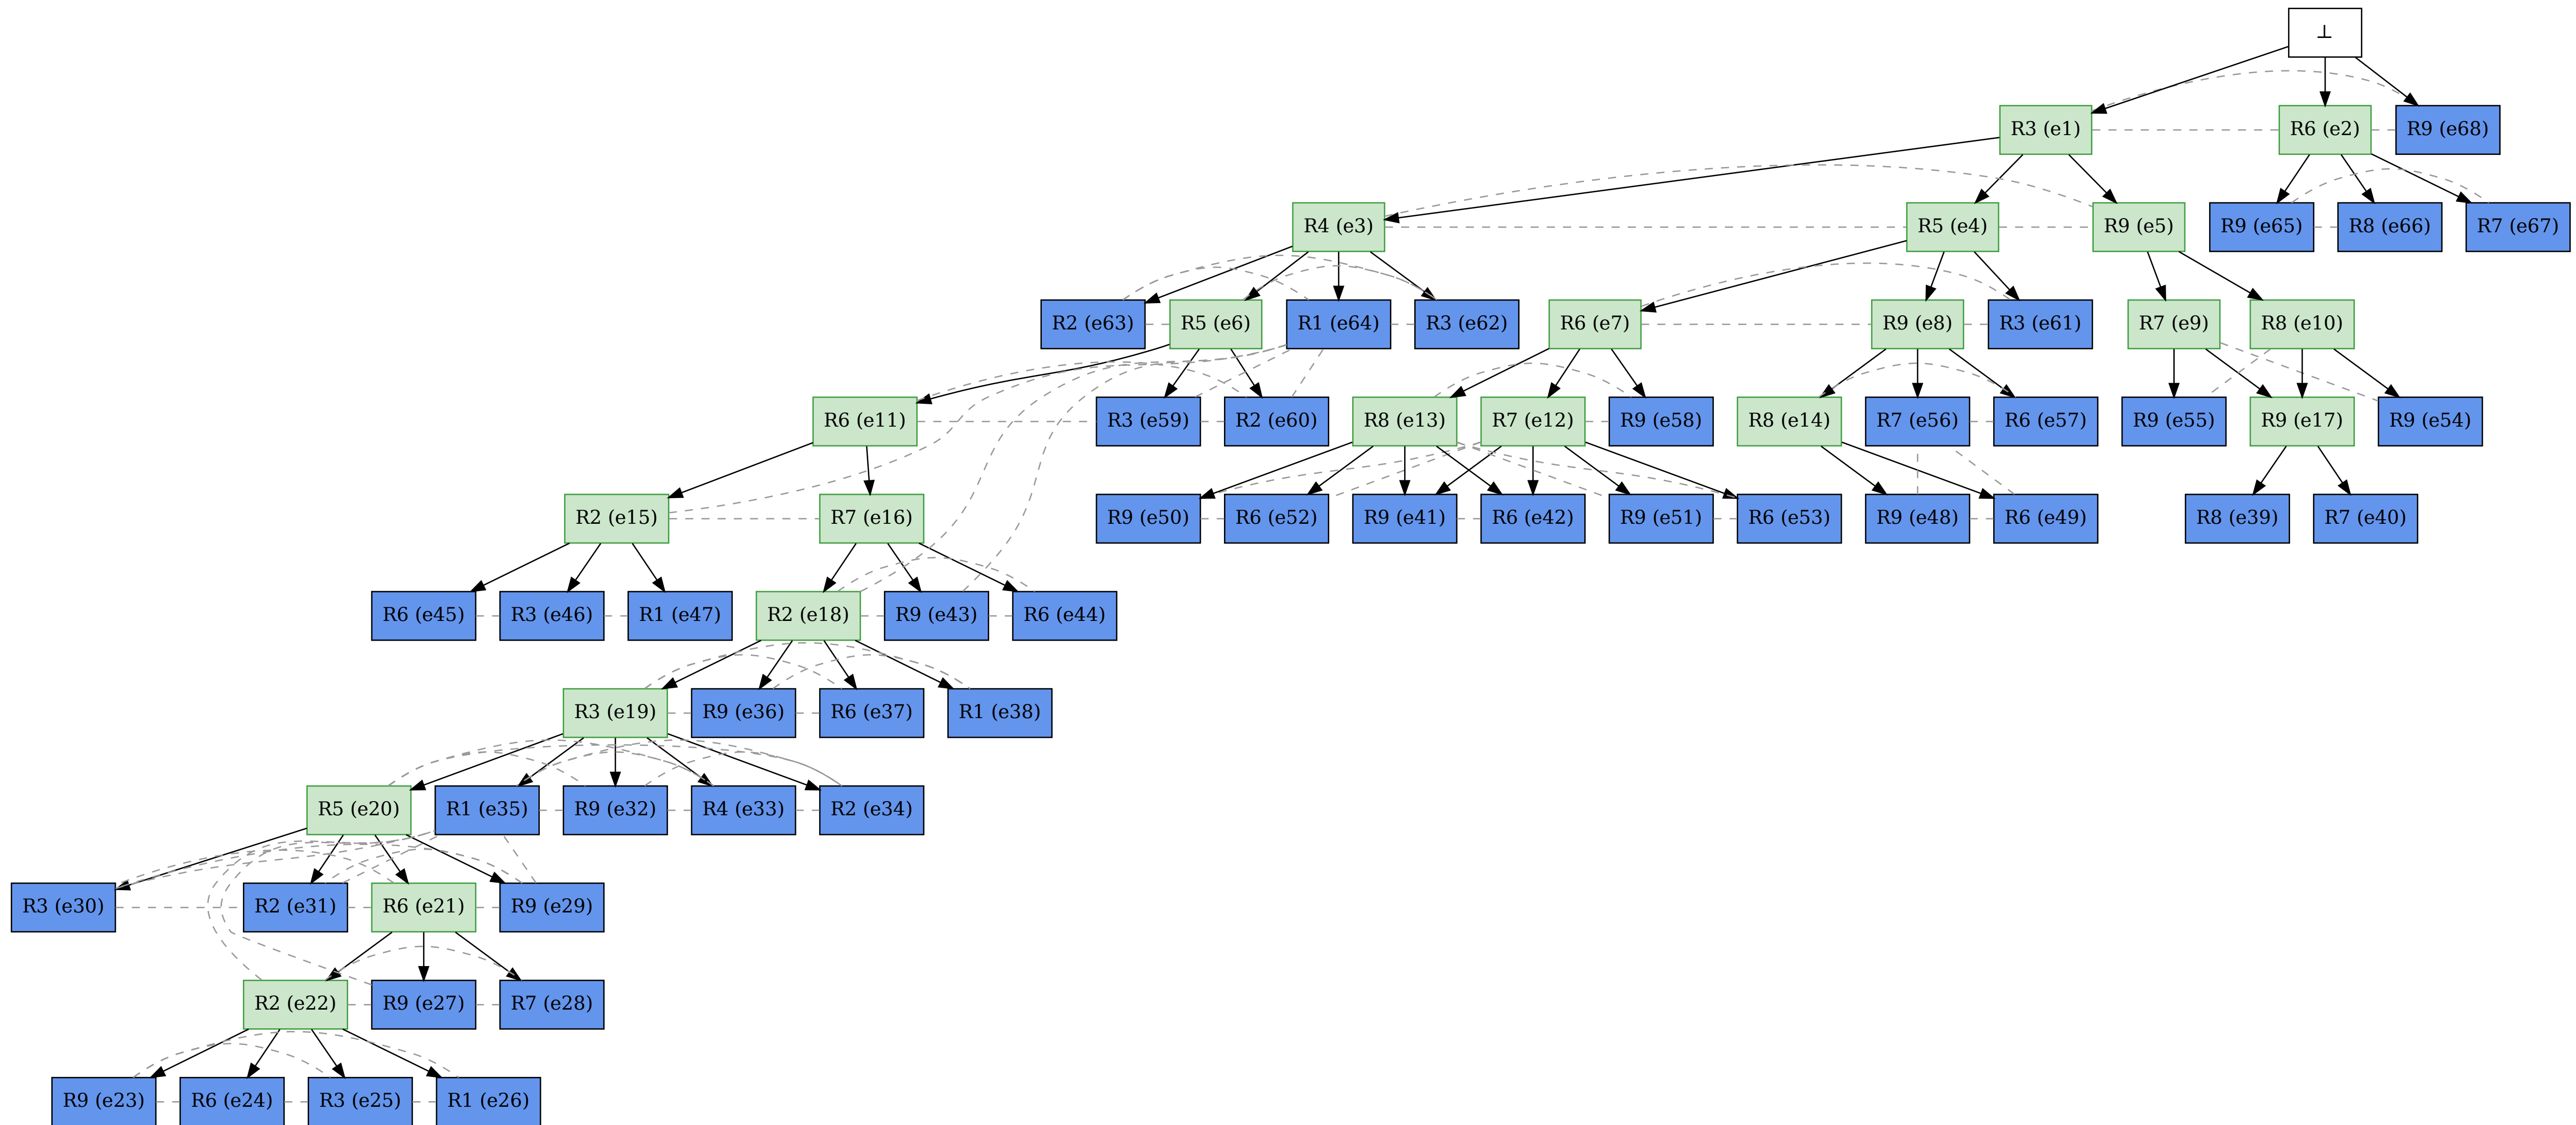 ⊥
R3 (e1)
R6 (e2)
R9 (e68)
R4 (e3)
R5 (e4)
R9 (e5)
R9 (e65)
R8 (e66)
R7 (e67)
R2 (e63)
R5 (e6)
R1 (e64)
R3 (e62)
R6 (e7)
R9 (e8)
R3 (e61)
R7 (e9)
R8 (e10)
R6 (e11)
R3 (e59)
R2 (e60)
R8 (e13)
R7 (e12)
R9 (e58)
R8 (e14)
R7 (e56)
R6 (e57)
R9 (e55)
R9 (e17)
R9 (e54)
R2 (e15)
R7 (e16)
R9 (e50)
R6 (e52)
R9 (e41)
R6 (e42)
R9 (e51)
R6 (e53)
R9 (e48)
R6 (e49)
R8 (e39)
R7 (e40)
R6 (e45)
R3 (e46)
R1 (e47)
R2 (e18)
R9 (e43)
R6 (e44)
R3 (e19)
R9 (e36)
R6 (e37)
R1 (e38)
R5 (e20)
R1 (e35)
R9 (e32)
R4 (e33)
R2 (e34)
R3 (e30)
R2 (e31)
R6 (e21)
R9 (e29)
R2 (e22)
R9 (e27)
R7 (e28)
R9 (e23)
R6 (e24)
R3 (e25)
R1 (e26)